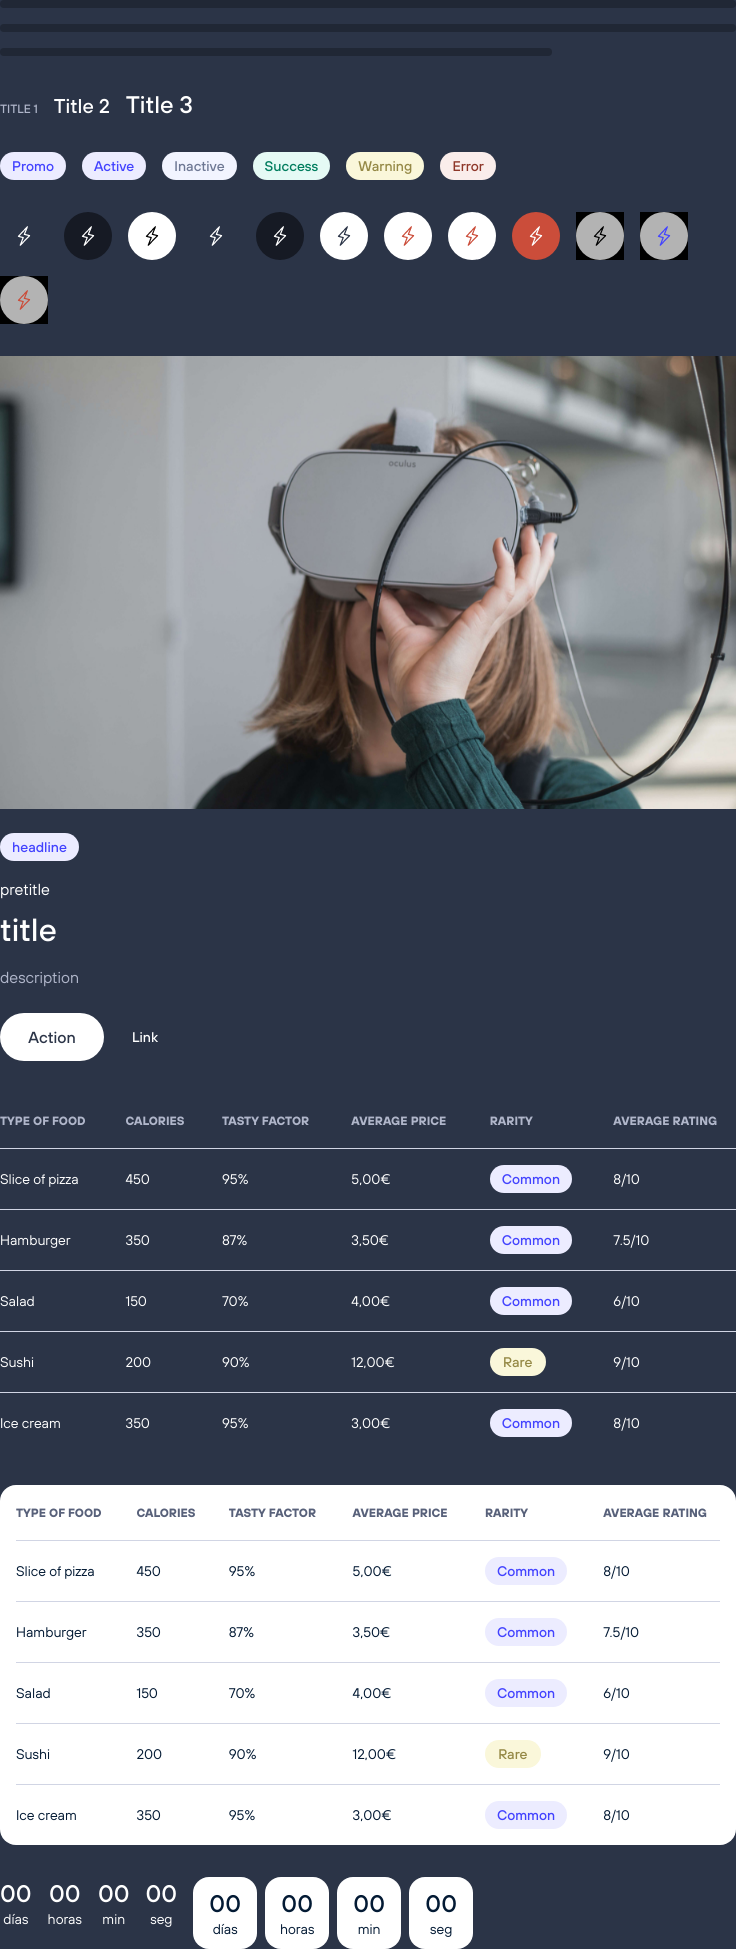 TITLE 1 Title 2 Title 3
Promo Active Inactive Success Warning Error
oculus
headline
pretitle
title
description
Action Link
TYPE OF FOOD CALORIES TASTY FACTOR AVERAGE PRICE RARITY AVERAGE RATING
Slice of pizza 450 95% 5,00€ Common 8/10
Hamburger 350 87% 3,50€ Common 7.5/10
Salad 150 70% 4,00€ Common 6/10
Sushi 200 90% 12,00€ Rare 9/10
Ice cream 350 95% 3,00€ Common 8/10
TYPE OF FOOD CALORIES TASTY FACTOR AVERAGE PRICE RARITY AVERAGE RATING
Slice of pizza 450 95% 5,00€ Common 8/10
Hamburger 350 87% 3,50€ Common 7.5/10
Salad 150 70% 4,00€ Common 6/10
Sushi 200 90% 12,00€ Rare 9/10
Ice cream 350 95% 3,00€ Common 8/10
00 00 00 00 00 00 00 00
días horas min seg días horas min seg